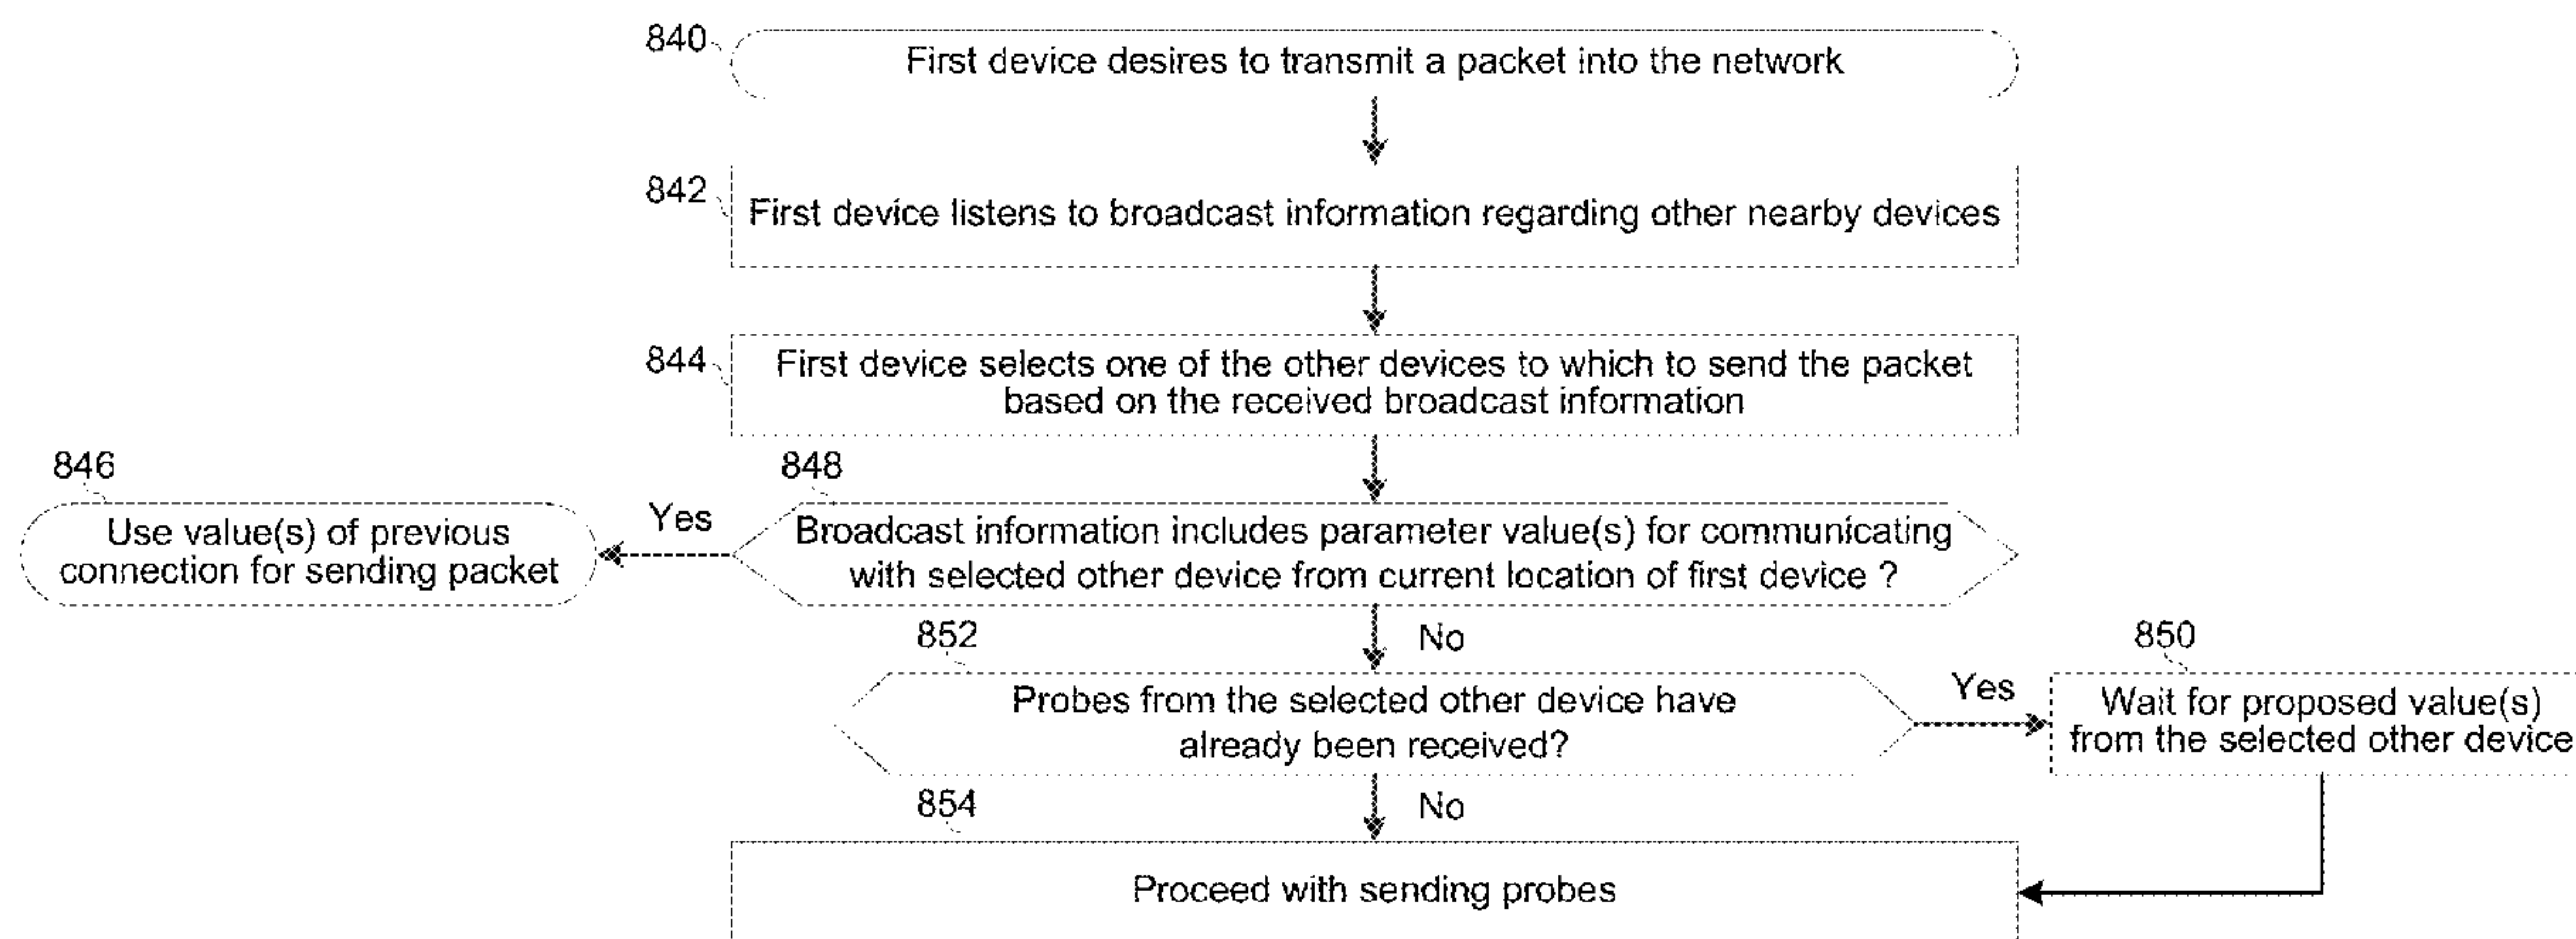 840
First device desires to transmit a packet into the network
842
First device listens to broadcast information regarding other nearby devices
844
First device selects one of the other devices to which to send the packet
based on the received broadcast information
846
Use value(s) of previous
connection for sending packet
Yes
848
Broadcast information includes parameter value(s) for communicating
with selected other device from current location of first device ?
No
852
Probes from the selected other device have
already been received?
Yes
850
Wait for proposed value(s)
from the selected other device
No
854
Proceed with sending probes